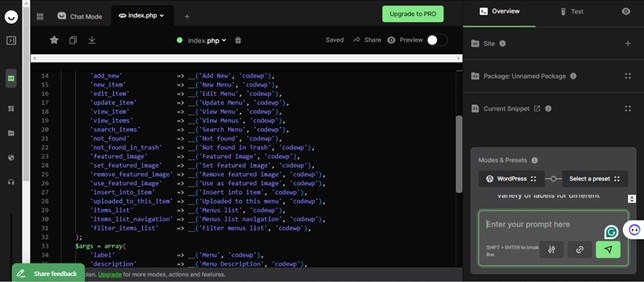 Chat Mode
index.php
Upgrade to PRO
Overview
Test
index.php
Saved
Share
Preview
Site
Package: Unnamed Package
Current Snippet
14 'add_new' => __('Add New', 'codewp'),
15 'new_item' => __('New Menu', 'codewp'),
16 'edit_item' => __('Edit Menu', 'codewp'),
17 'update_item' => __('Update Menu', 'codewp'),
18 'view_item' => __('View Menu', 'codewp'),
19 'view_items' => __('View Menus', 'codewp'),
20 'search_items' => __('Search Menu', 'codewp'),
21 'not_found' => __('Not found', 'codewp'),
22 'not_found_in_trash' => __('Not found in Trash', 'codewp'),
23 'featured_image' => __('Featured image', 'codewp'),
24 'set_featured_image' => __('Set featured image', 'codewp'),
25 'remove_featured_image' => __('Remove featured image', 'codewp'),
26 'use_featured_image' => __('Use as featured image', 'codewp'),
27 'insert_into_item' => __('Insert into item', 'codewp'),
28 'uploaded_to_this_item' => __('Uploaded to this menu', 'codewp'),
29 'items_list' => __('Menus list', 'codewp'),
30 'items_list_navigation' => __('Menus list navigation', 'codewp'),
31 'filter_items_list' => __('Filter menus list', 'codewp'),
32 );
33 $args = array(
34 'label' => __('Menu', 'codewp'),
35 'description' => __('Menu Description', 'codewp'),
Modes & Presets
WordPress
Select a preset
variety of labels for different
Enter your prompt here
SHIFT + ENTER to break
line
Share feedback
plan. Upgrade for more modes, actions and features.